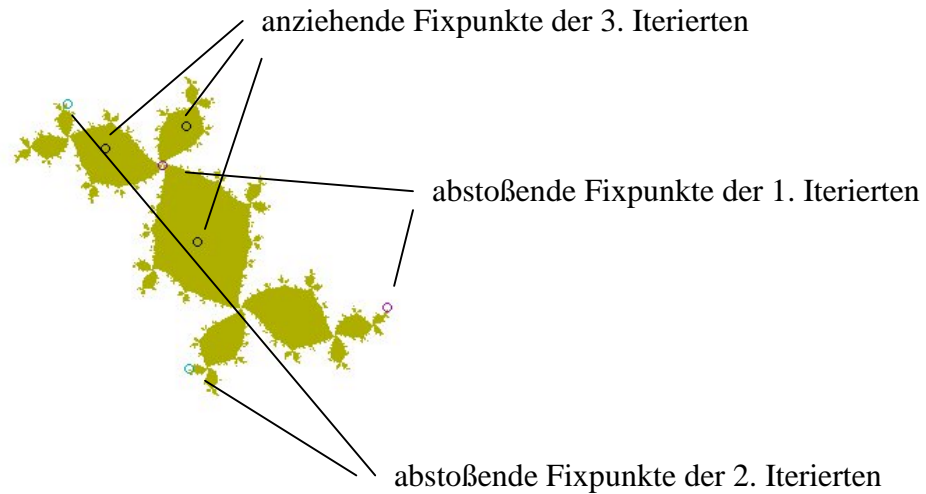 anziehende Fixpunkte der 3. Iterierten
abstoßende Fixpunkte der 1. Iterierten
abstoßende Fixpunkte der 2. Iterierten